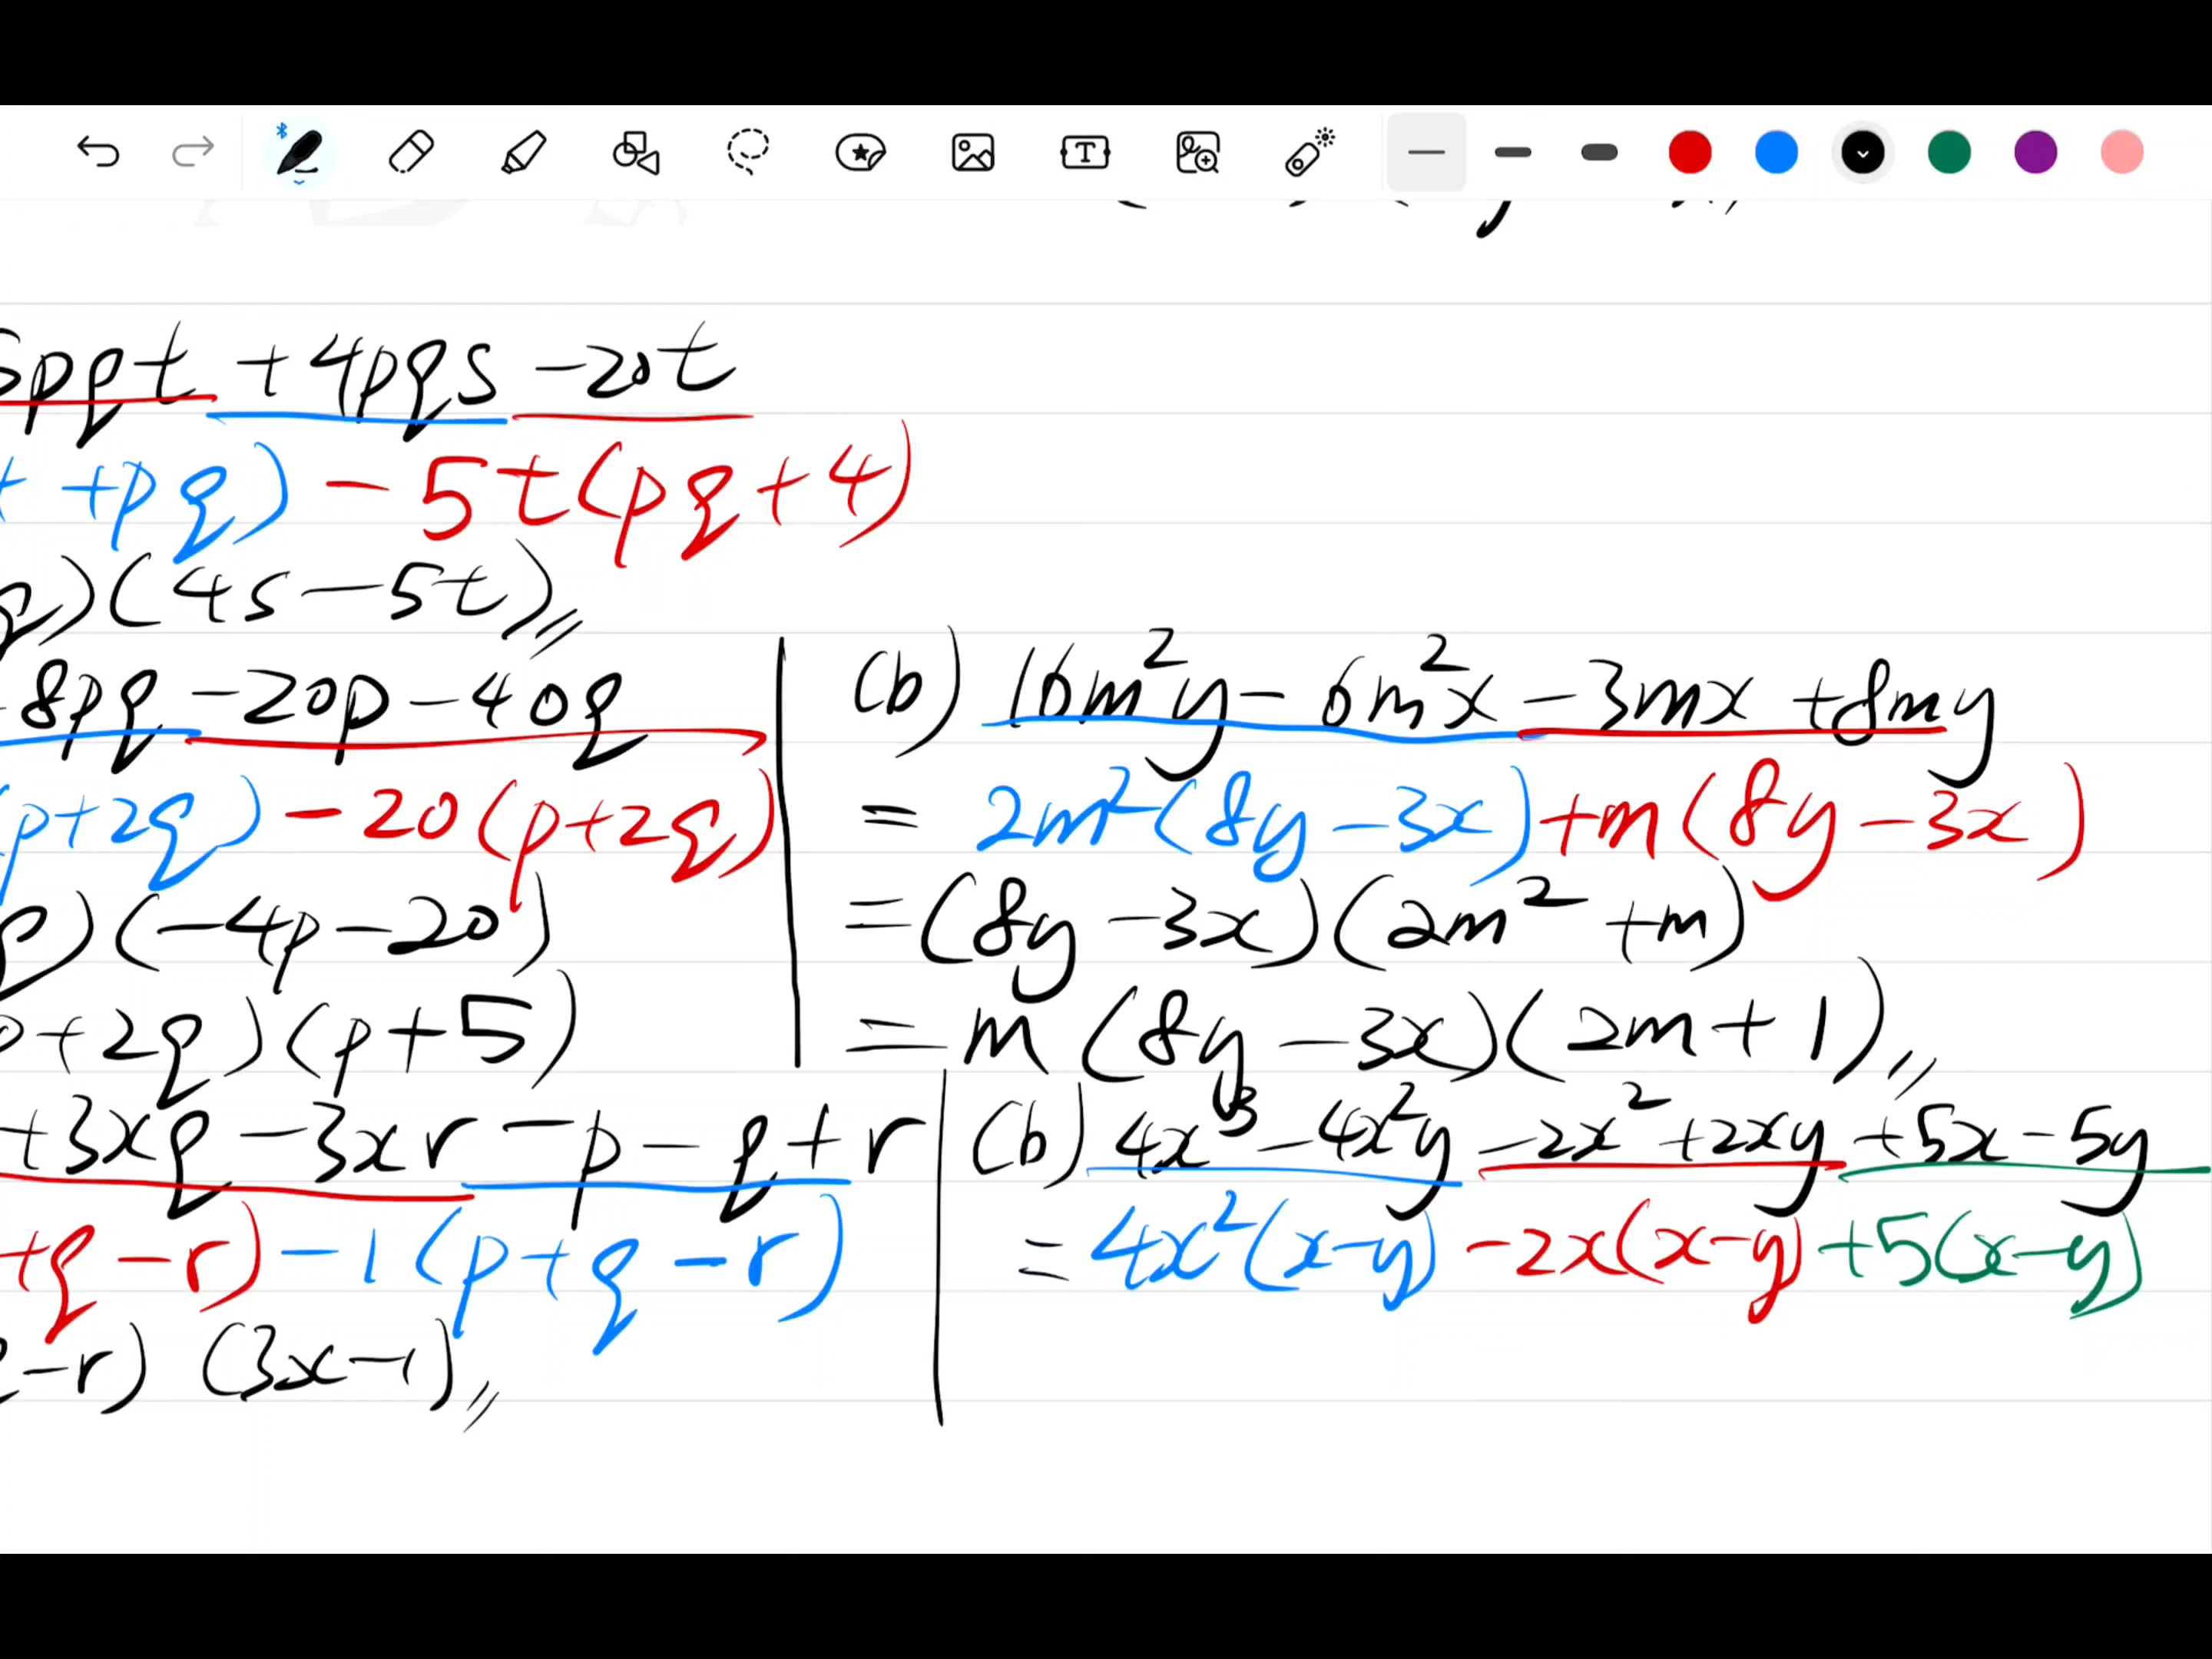 5pqt + 4pqs - 20t
+ pq) - 5t(pq + 4)
q)(4s - 5t)
8pq - 20p - 40q
p + 2q) - 20(p + 2q)
)(-4p - 20)
p + 2q)(p + 5)
+ 3xq - 3xr - p - q + r
+ q - r) - 1(p + q - r)
- r) (3x - 1)
(b) 16m²y - 6m²x - 3mx + 8my
= 2m²(8y - 3x) + m(8y - 3x)
= (8y - 3x)(2m² + m)
= m(8y - 3x)(2m + 1)
(b) 4x³ - 4x²y - 2x² + 2xy + 5x - 5y
= 4x²(x - y) - 2x(x - y) + 5(x - y)